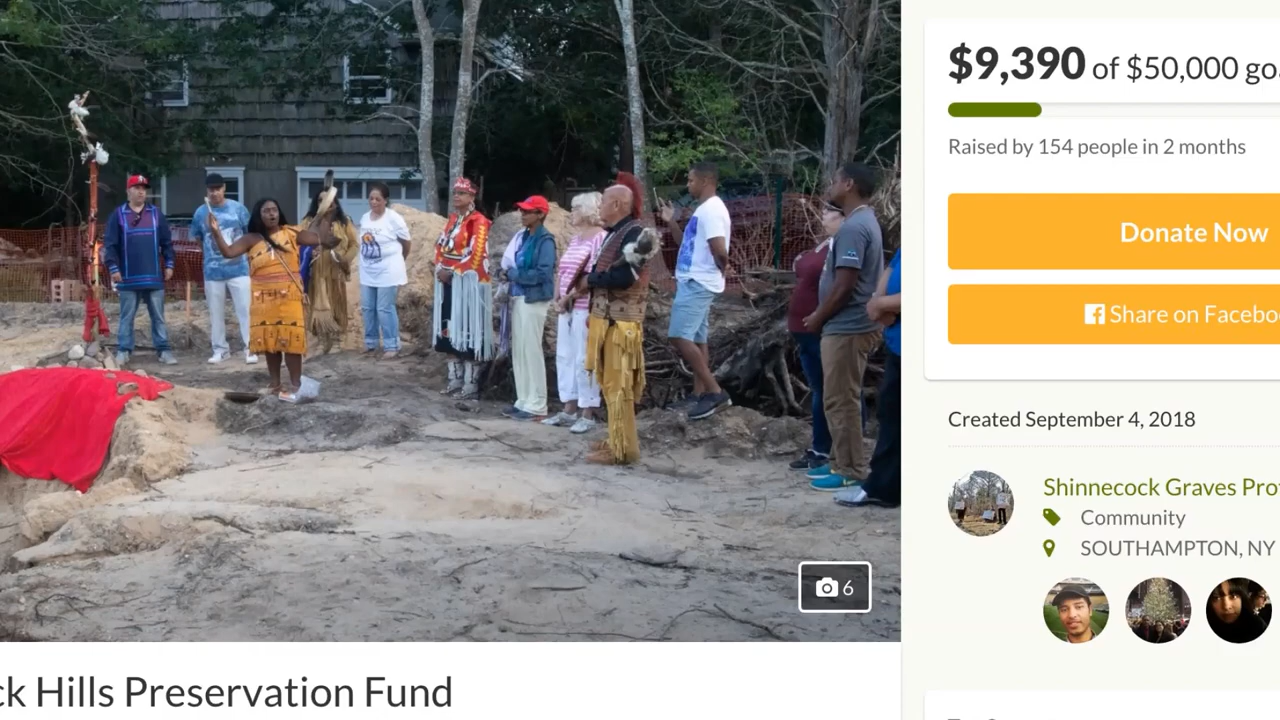 $9,390 of $50,000 goa
Raised by 154 people in 2 months
Donate Now
Share on Facebo
Created September 4, 2018
Shinnecock Graves Pro
Community
SOUTHAMPTON, NY
6
ck Hills Preservation Fund